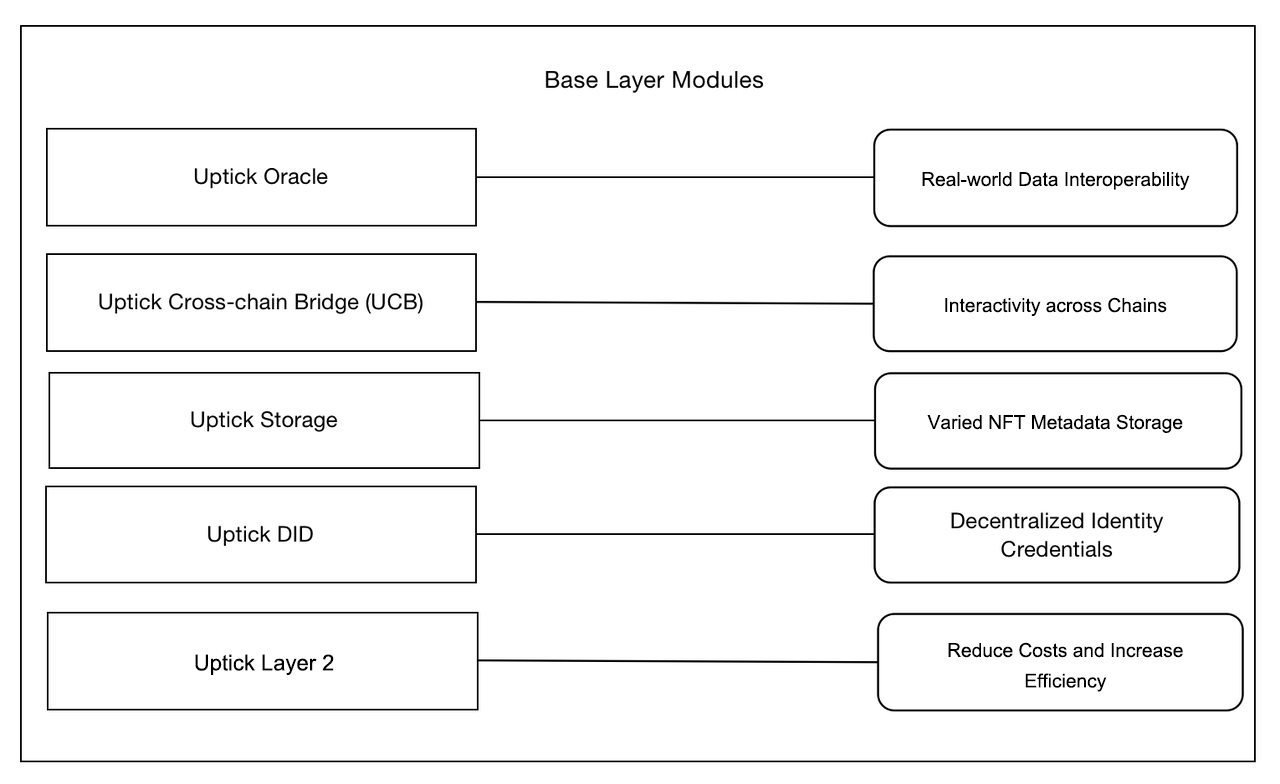 Base Layer Modules
Uptick Oracle
Real-world Data Interoperability
Uptick Cross-chain Bridge (UCB)
Interactivity across Chains
Uptick Storage
Varied NFT Metadata Storage
Uptick DID
Decentralized Identity
Credentials
Uptick Layer 2
Reduce Costs and Increase
Efficiency